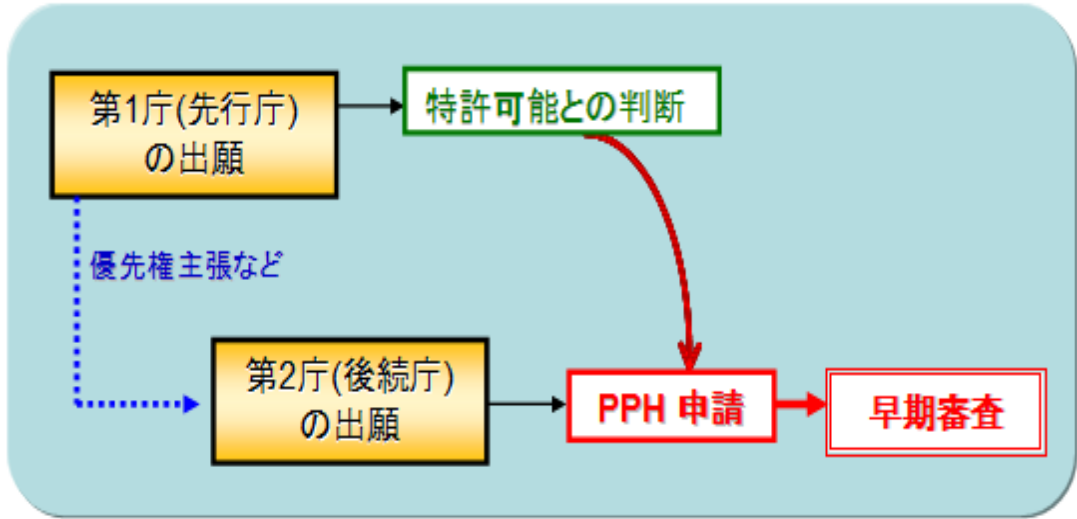 第1庁(先行庁)
の出願
特許可能との判断
優先権主張など
第2庁(後続庁)
の出願
PPH 申請
早期審査